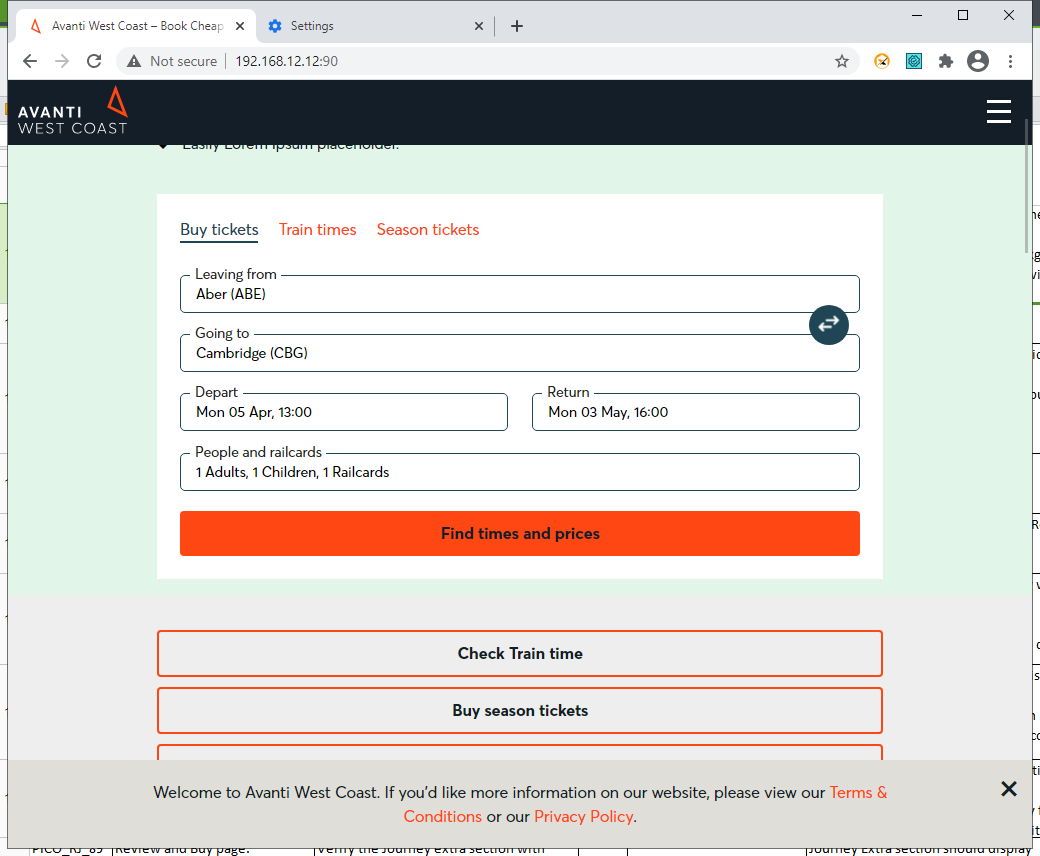 Avanti West Coast – Book Cheap
Settings
Not secure
192.168.12.12:90
AVANTI
WEST COAST
Easily Lorem Ipsum placeholder.
Buy tickets Train times Season tickets
Leaving from
Aber (ABE)
Going to
Cambridge (CBG)
Depart
Mon 05 Apr, 13:00
Return
Mon 03 May, 16:00
People and railcards
1 Adults, 1 Children, 1 Railcards
Find times and prices
Check Train time
Buy season tickets
Welcome to Avanti West Coast. If you'd like more information on our website, please view our Terms &
Conditions or our Privacy Policy.
PICO_RJ_89 Review and Buy page. Verify the Journey extra section with Journey Extra section should display